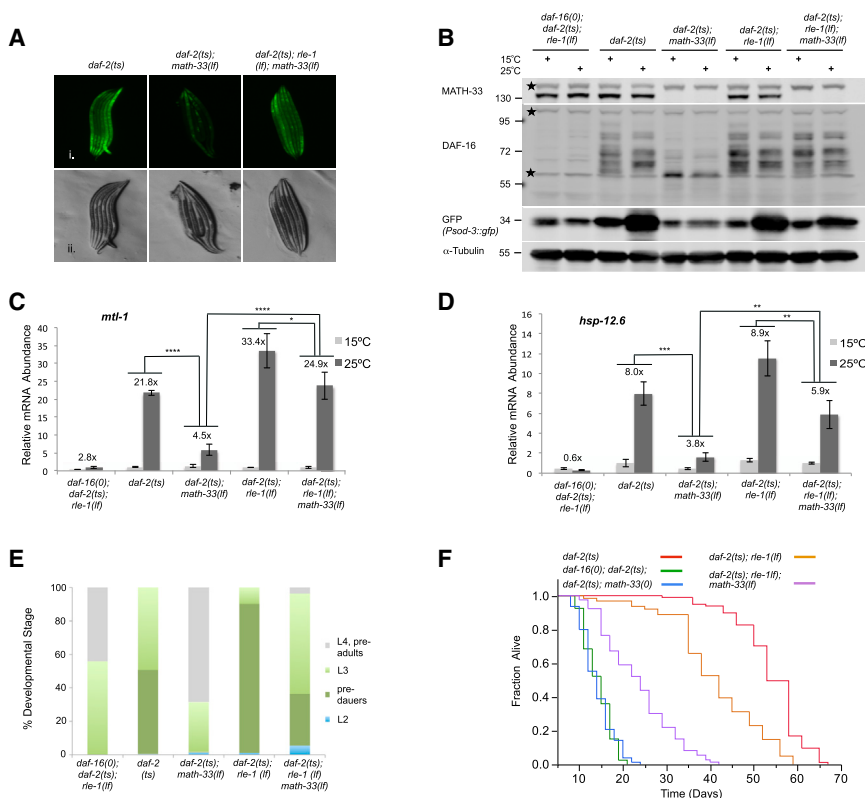 A
daf-2(ts)
daf-2(ts);
math-33(lf)
daf-2(ts); rle-1
(lf); math-33(lf)
i.
ii.
B
daf-16(0);
daf-2(ts);
rle-1(lf)
daf-2(ts)
daf-2(ts);
math-33(lf)
daf-2(ts);
rle-1(lf)
daf-2(ts);
rle-1(lf);
math-33(lf)
15ºC + + + + +
25ºC + + + + +
MATH-33
130
95
DAF-16
72
55
GFP
(Psod-3::gfp)
34
α-Tubulin
55
C
mtl-1
Relative mRNA Abundance
40
35
30
25
20
15
10
5
0
2.8x
21.8x
4.5x
33.4x
24.9x
****
****
*
15ºC
25ºC
daf-16(0);
daf-2(ts);
rle-1(lf)
daf-2(ts)
daf-2(ts);
math-33(lf)
daf-2(ts);
rle-1(lf)
daf-2(ts);
rle-1(lf);
math-33(lf)
D
hsp-12.6
Relative mRNA Abundance
16
14
12
10
8
6
4
2
0
0.6x
8.0x
3.8x
8.9x
5.9x
***
**
**
15ºC
25ºC
daf-16(0);
daf-2(ts);
rle-1(lf)
daf-2(ts)
daf-2(ts);
math-33(lf)
daf-2(ts);
rle-1(lf)
daf-2(ts);
rle-1(lf);
math-33(lf)
E
% Developmental Stage
100
80
60
40
20
0
L4, pre-
adults
L3
pre-
dauers
L2
daf-16(0);
daf-2(ts);
rle-1(lf)
daf-2
(ts)
daf-2(ts);
math-33(lf)
daf-2(ts);
rle-1 (lf)
daf-2(ts);
rle-1 (lf)
math-33(lf)
F
daf-2(ts)
daf-16(0); daf-2(ts);
daf-2(ts); math-33(0)
daf-2(ts); rle-1(lf)
daf-2(ts); rle-1lf);
math-33(lf)
Fraction Alive
1.0
0.8
0.6
0.4
0.2
0.0
10 20 30 40 50 60 70
Time (Days)